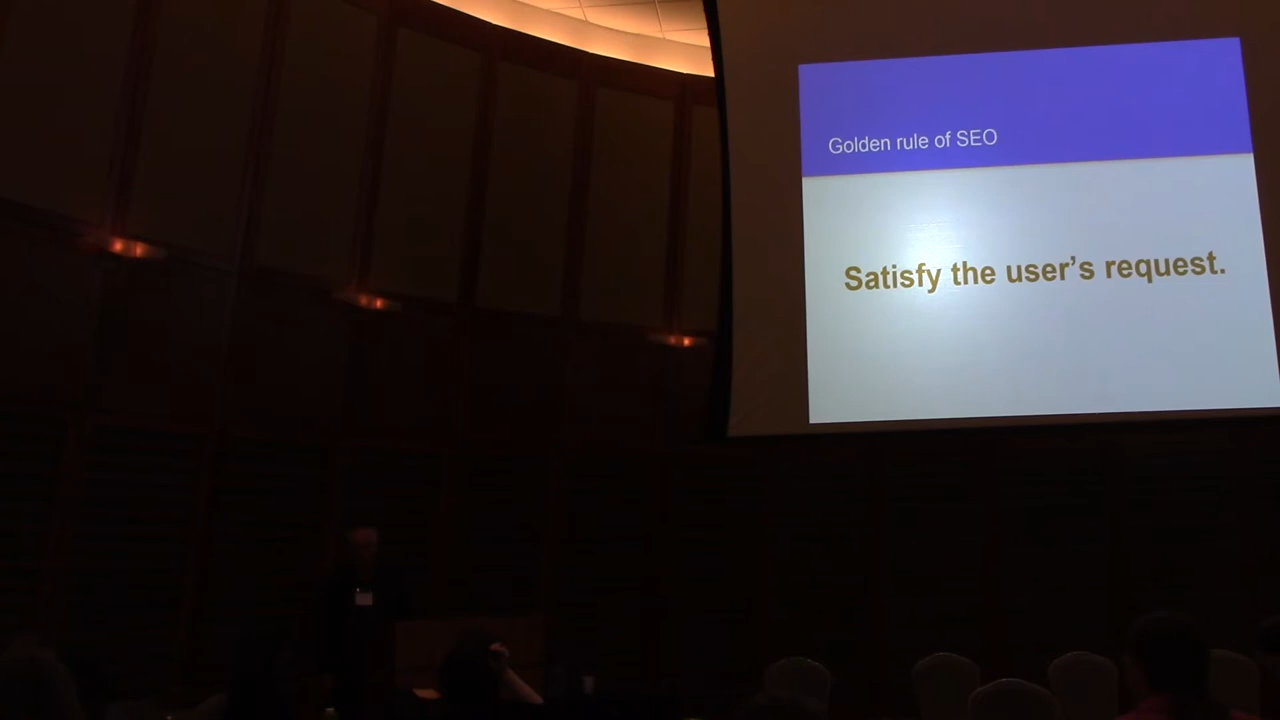 Golden rule of SEO
Satisfy the user’s request.